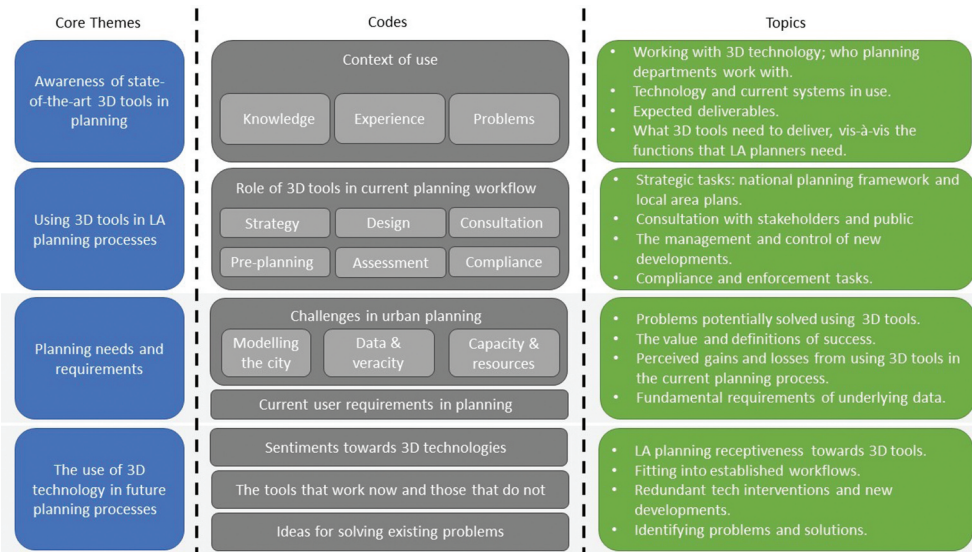 Core Themes
Codes
Topics
Awareness of state-
of-the-art 3D tools in
planning
Context of use
Knowledge
Experience
Problems
• Working with 3D technology; who planning
departments work with.
• Technology and current systems in use.
• Expected deliverables.
• What 3D tools need to deliver, vis-à-vis the
functions that LA planners need.
Using 3D tools in LA
planning processes
Role of 3D tools in current planning workflow
Strategy
Design
Consultation
Pre-planning
Assessment
Compliance
• Strategic tasks: national planning framework and
local area plans.
• Consultation with stakeholders and public
• The management and control of new
developments.
• Compliance and enforcement tasks.
Planning needs and
requirements
Challenges in urban planning
Modelling
the city
Data &
veracity
Capacity &
resources
Current user requirements in planning
• Problems potentially solved using 3D tools.
• The value and definitions of success.
• Perceived gains and losses from using 3D tools in
the current planning process.
• Fundamental requirements of underlying data.
The use of 3D
technology in future
planning processes
Sentiments towards 3D technologies
The tools that work now and those that do not
Ideas for solving existing problems
• LA planning receptiveness towards 3D tools.
• Fitting into established workflows.
• Redundant tech interventions and new
developments.
• Identifying problems and solutions.